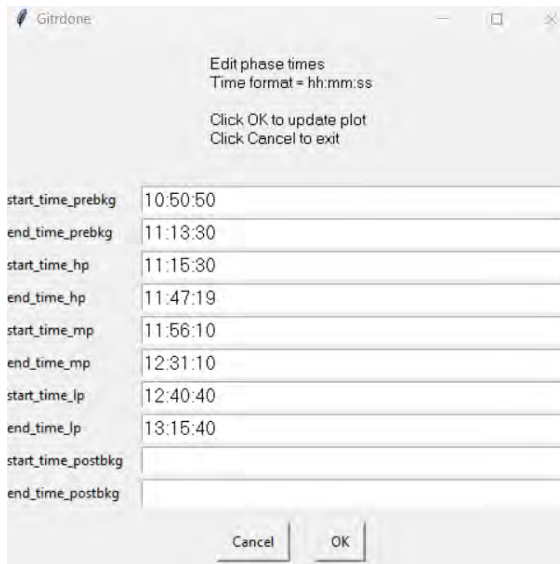 Gitrdone
Edit phase times
Time format = hh:mm:ss
Click OK to update plot
Click Cancel to exit
start_time_prebkg 10:50:50
end_time_prebkg 11:13:30
start_time_hp 11:15:30
end_time_hp 11:47:19
start_time_mp 11:56:10
end_time_mp 12:31:10
start_time_lp 12:40:40
end_time_lp 13:15:40
start_time_postbkg
end_time_postbkg
Cancel OK